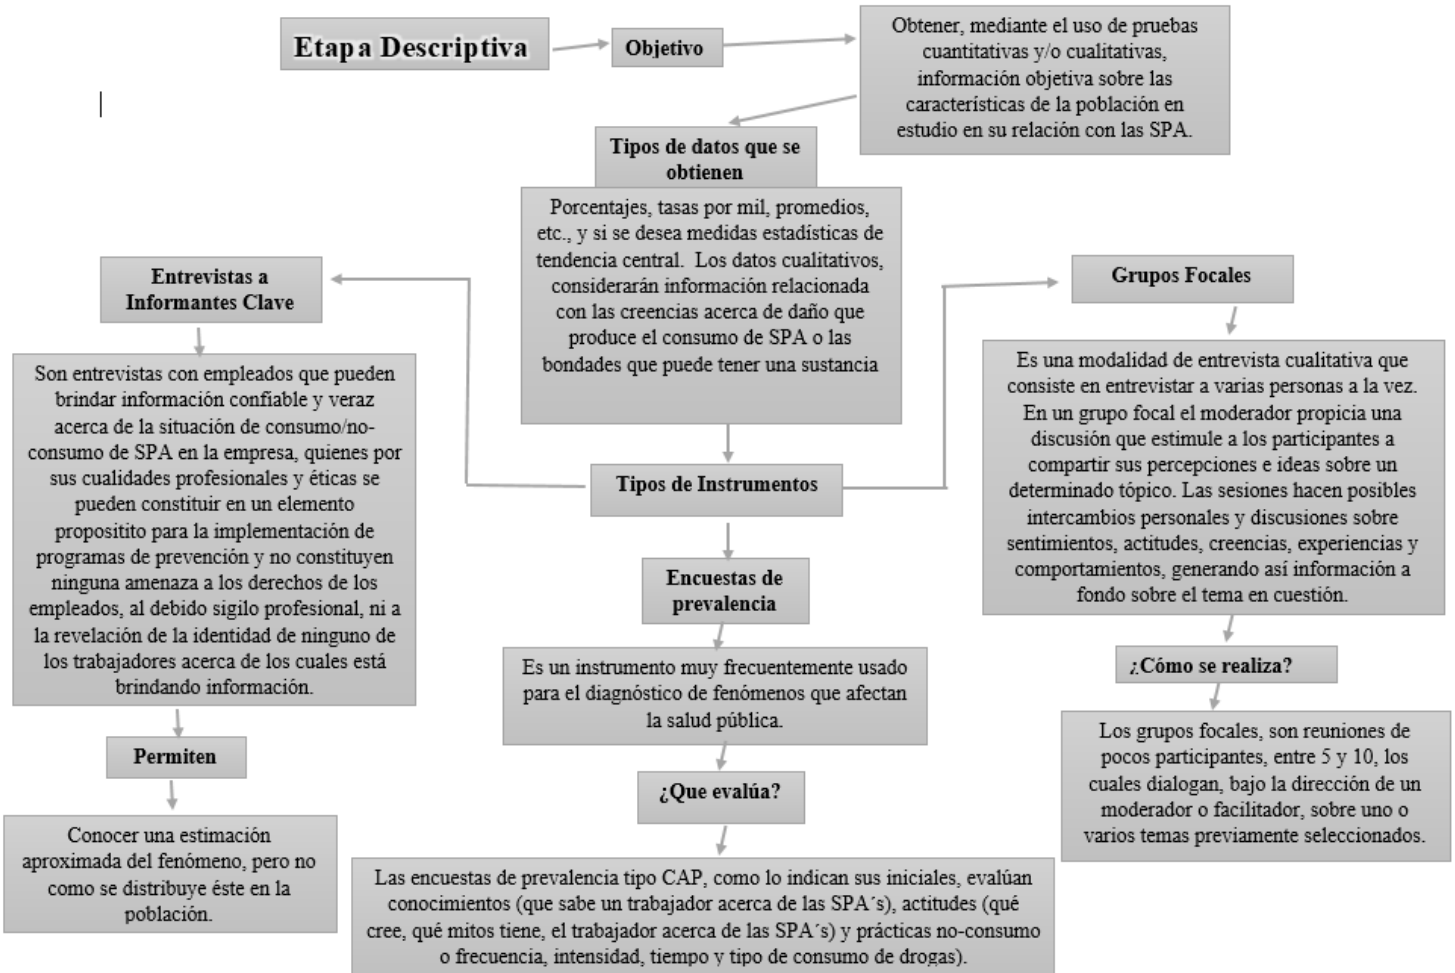 Etapa Descriptiva
Objetivo
Obtener, mediante el uso de pruebas
cuantitativas y/o cualitativas,
información objetiva sobre las
características de la población en
estudio en su relación con las SPA.
Tipos de datos que se
obtienen
Porcentajes, tasas por mil, promedios,
etc., y si se desea medidas estadísticas de
tendencia central. Los datos cualitativos,
considerarán información relacionada
con las creencias acerca de daño que
produce el consumo de SPA o las
bondades que puede tener una sustancia
Tipos de Instrumentos
Entrevistas a
Informantes Clave
Son entrevistas con empleados que pueden
brindar información confiable y veraz
acerca de la situación de consumo/no-
consumo de SPA en la empresa, quienes por
sus cualidades profesionales y éticas se
pueden constituir en un elemento
propositito para la implementación de
programas de prevención y no constituyen
ninguna amenaza a los derechos de los
empleados, al debido sigilo profesional, ni a
la revelación de la identidad de ninguno de
los trabajadores acerca de los cuales está
brindando información.
Permiten
Conocer una estimación
aproximada del fenómeno, pero no
como se distribuye éste en la
población.
Encuestas de
prevalencia
Es un instrumento muy frecuentemente usado
para el diagnóstico de fenómenos que afectan
la salud pública.
¿Que evalúa?
Las encuestas de prevalencia tipo CAP, como lo indican sus iniciales, evalúan
conocimientos (que sabe un trabajador acerca de las SPA´s), actitudes (qué
cree, qué mitos tiene, el trabajador acerca de las SPA´s) y prácticas no-consumo
o frecuencia, intensidad, tiempo y tipo de consumo de drogas).
Grupos Focales
Es una modalidad de entrevista cualitativa que
consiste en entrevistar a varias personas a la vez.
En un grupo focal el moderador propicia una
discusión que estimule a los participantes a
compartir sus percepciones e ideas sobre un
determinado tópico. Las sesiones hacen posibles
intercambios personales y discusiones sobre
sentimientos, actitudes, creencias, experiencias y
comportamientos, generando así información a
fondo sobre el tema en cuestión.
¿Cómo se realiza?
Los grupos focales, son reuniones de
pocos participantes, entre 5 y 10, los
cuales dialogan, bajo la dirección de un
moderador o facilitador, sobre uno o
varios temas previamente seleccionados.